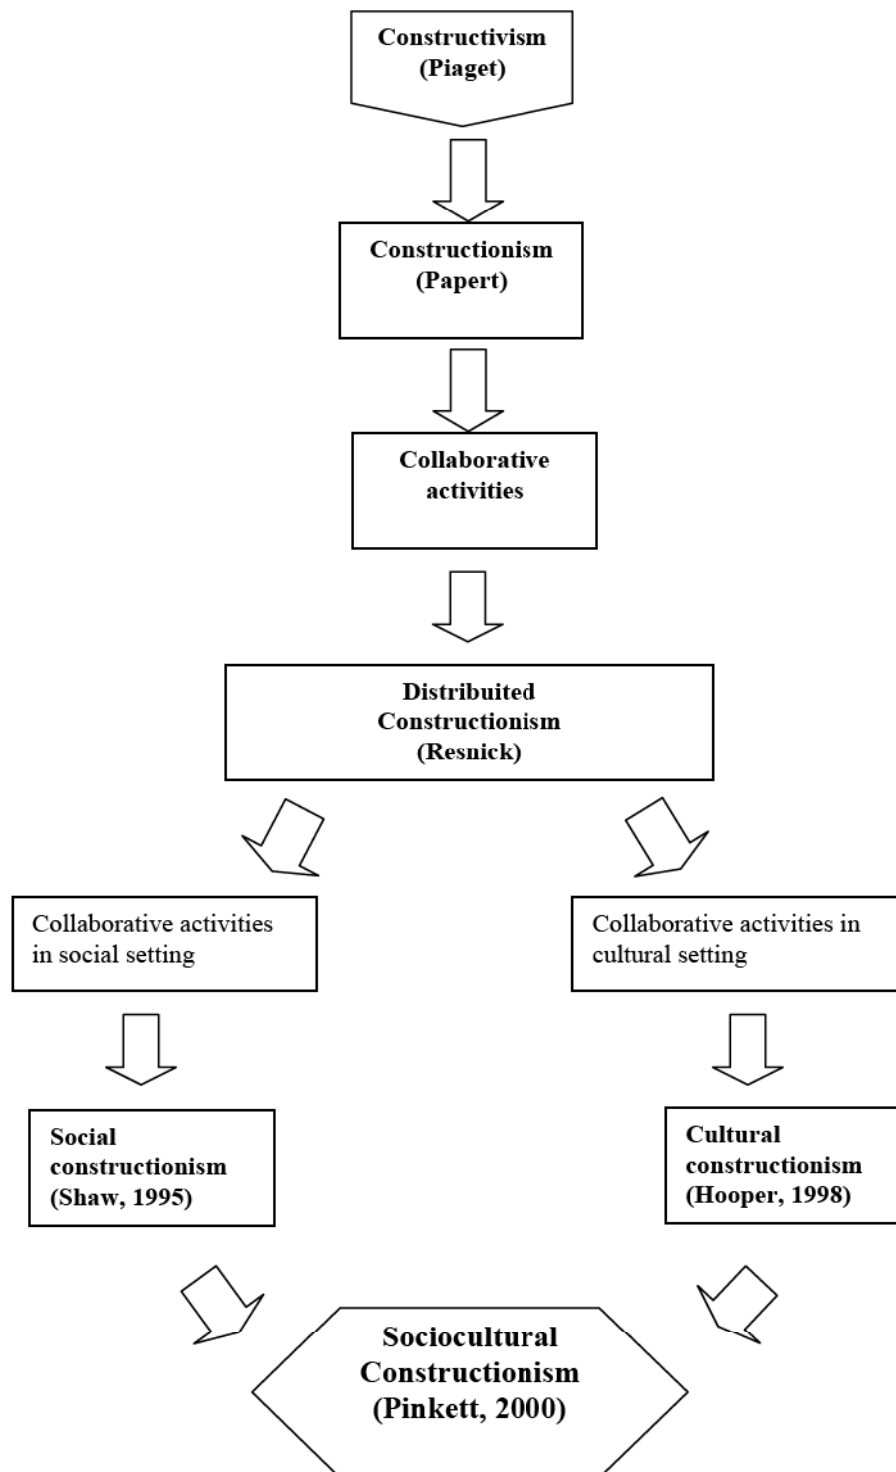 Constructivism
(Piaget)
Constructionism
(Papert)
Collaborative
activities
Distribuited
Constructionism
(Resnick)
Collaborative activities
in social setting
Collaborative activities in
cultural setting
Social
constructionism
(Shaw, 1995)
Cultural
constructionism
(Hooper, 1998)
Sociocultural
Constructionism
(Pinkett, 2000)